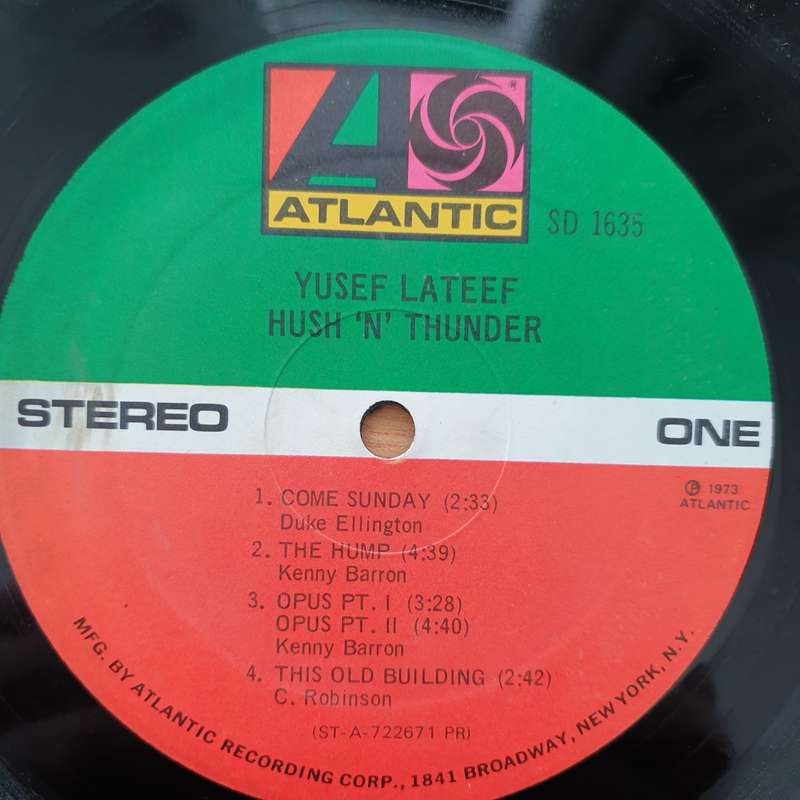 ATLANTIC
SD 1635
YUSEF LATEEF
HUSH 'N' THUNDER
STEREO
ONE
℗ 1973
ATLANTIC
1. COME SUNDAY (2:33)
Duke Ellington
2. THE HUMP (4:39)
Kenny Barron
3. OPUS PT. I (3:28)
OPUS PT. II (4:40)
Kenny Barron
4. THIS OLD BUILDING (2:42)
C. Robinson
(ST-A-722671 PR)
MFG. BY ATLANTIC RECORDING CORP., 1841 BROADWAY, NEW YORK, N.Y.